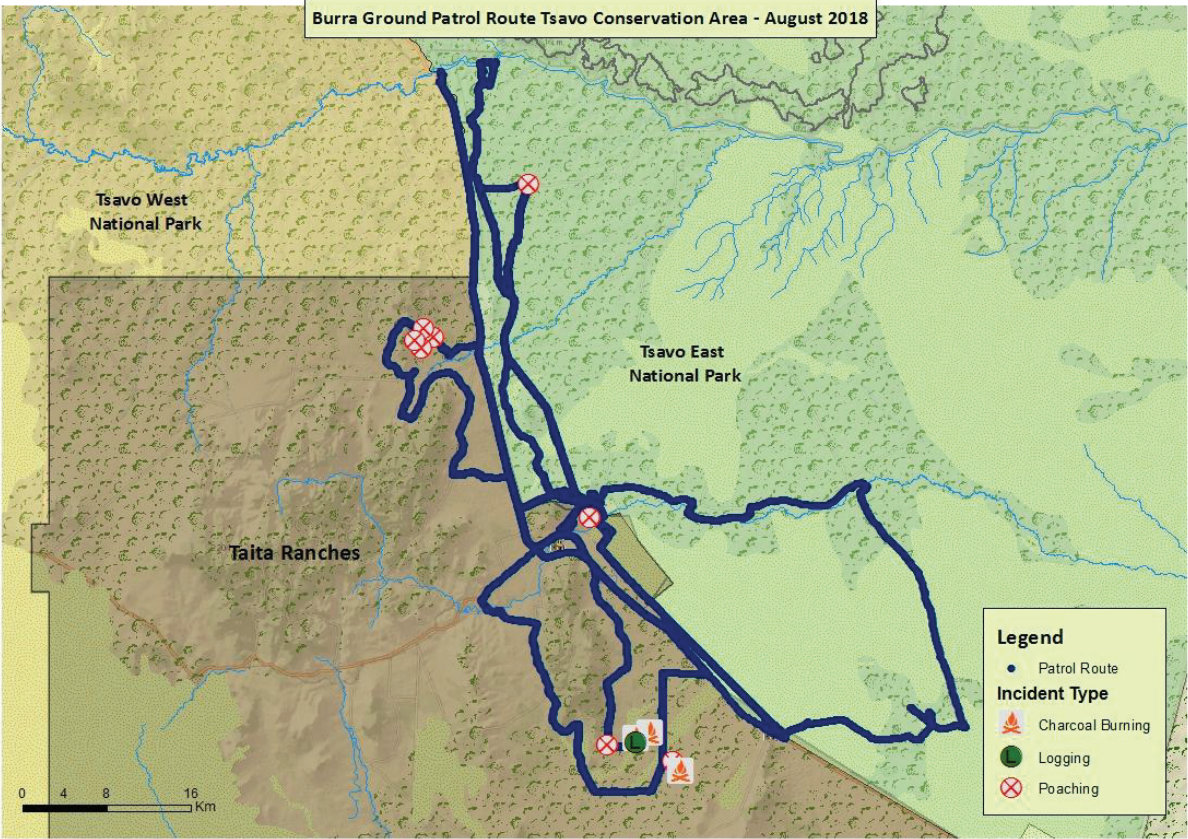 Burra Ground Patrol Route Tsavo Conservation Area - August 2018
Tsavo West
National Park
Tsavo East
National Park
Taita Ranches
Legend
Patrol Route
Incident Type
Charcoal Burning
L
Logging
Poaching
L
0 4 8 16
Km